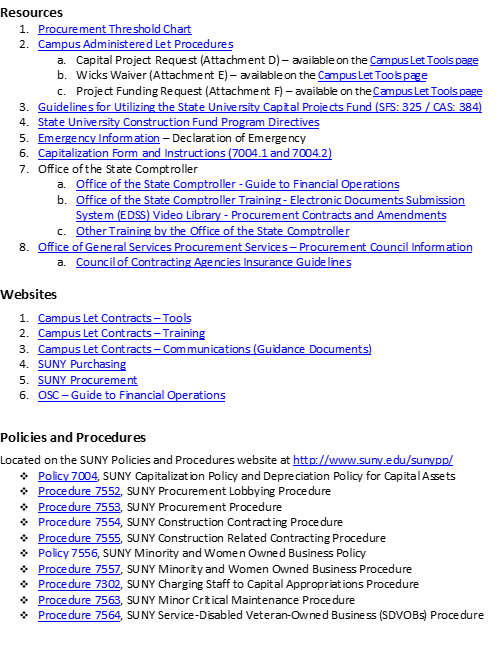 Resources
1. Procurement Threshold Chart
2. Campus Administered Let Procedures
a. Capital Project Request (Attachment D) – available on the Campus Let Tools page
b. Wicks Waiver (Attachment E) – available on the Campus Let Tools page
c. Project Funding Request (Attachment F) – available on the Campus Let Tools page
3. Guidelines for Utilizing the State University Capital Projects Fund (SFS: 325 / CAS: 384)
4. State University Construction Fund Program Directives
5. Emergency Information – Declaration of Emergency
6. Capitalization Form and Instructions (7004.1 and 7004.2)
7. Office of the State Comptroller
a. Office of the State Comptroller - Guide to Financial Operations
b. Office of the State Comptroller Training - Electronic Documents Submission
System (EDSS) Video Library - Procurement Contracts and Amendments
c. Other Training by the Office of the State Comptroller
8. Office of General Services Procurement Services – Procurement Council Information
a. Council of Contracting Agencies Insurance Guidelines
Websites
1. Campus Let Contracts – Tools
2. Campus Let Contracts – Training
3. Campus Let Contracts – Communications (Guidance Documents)
4. SUNY Purchasing
5. SUNY Procurement
6. OSC – Guide to Financial Operations
Policies and Procedures
Located on the SUNY Policies and Procedures website at http://www.suny.edu/sunypp/
❖ Policy 7004, SUNY Capitalization Policy and Depreciation Policy for Capital Assets
❖ Procedure 7552, SUNY Procurement Lobbying Procedure
❖ Procedure 7553, SUNY Procurement Procedure
❖ Procedure 7554, SUNY Construction Contracting Procedure
❖ Procedure 7555, SUNY Construction Related Contracting Procedure
❖ Policy 7556, SUNY Minority and Women Owned Business Policy
❖ Procedure 7557, SUNY Minority and Women Owned Business Procedure
❖ Procedure 7302, SUNY Charging Staff to Capital Appropriations Procedure
❖ Procedure 7563, SUNY Minor Critical Maintenance Procedure
❖ Procedure 7564, SUNY Service-Disabled Veteran-Owned Business (SDVOBs) Procedure